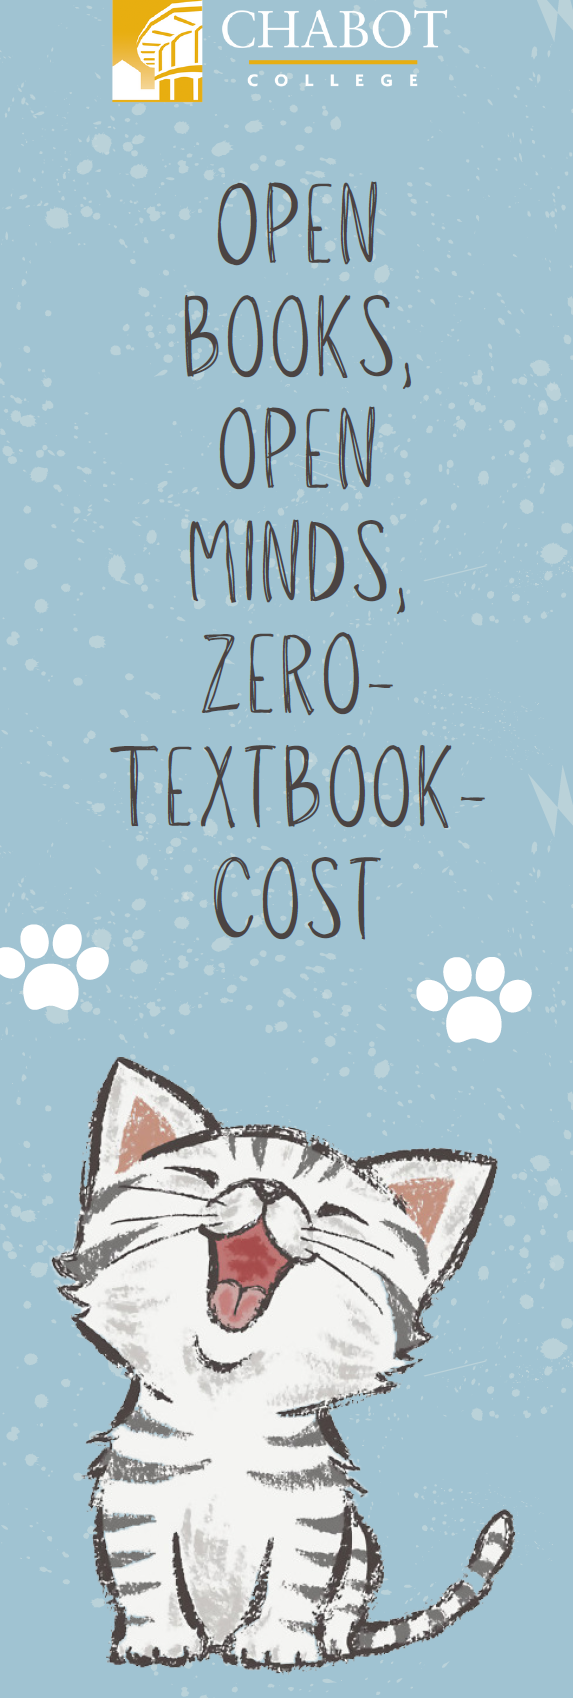 CHABOT
COLLEGE
OPEN
BOOKS,
OPEN
MINDS,
ZERO-
TEXTBOOK-
COST